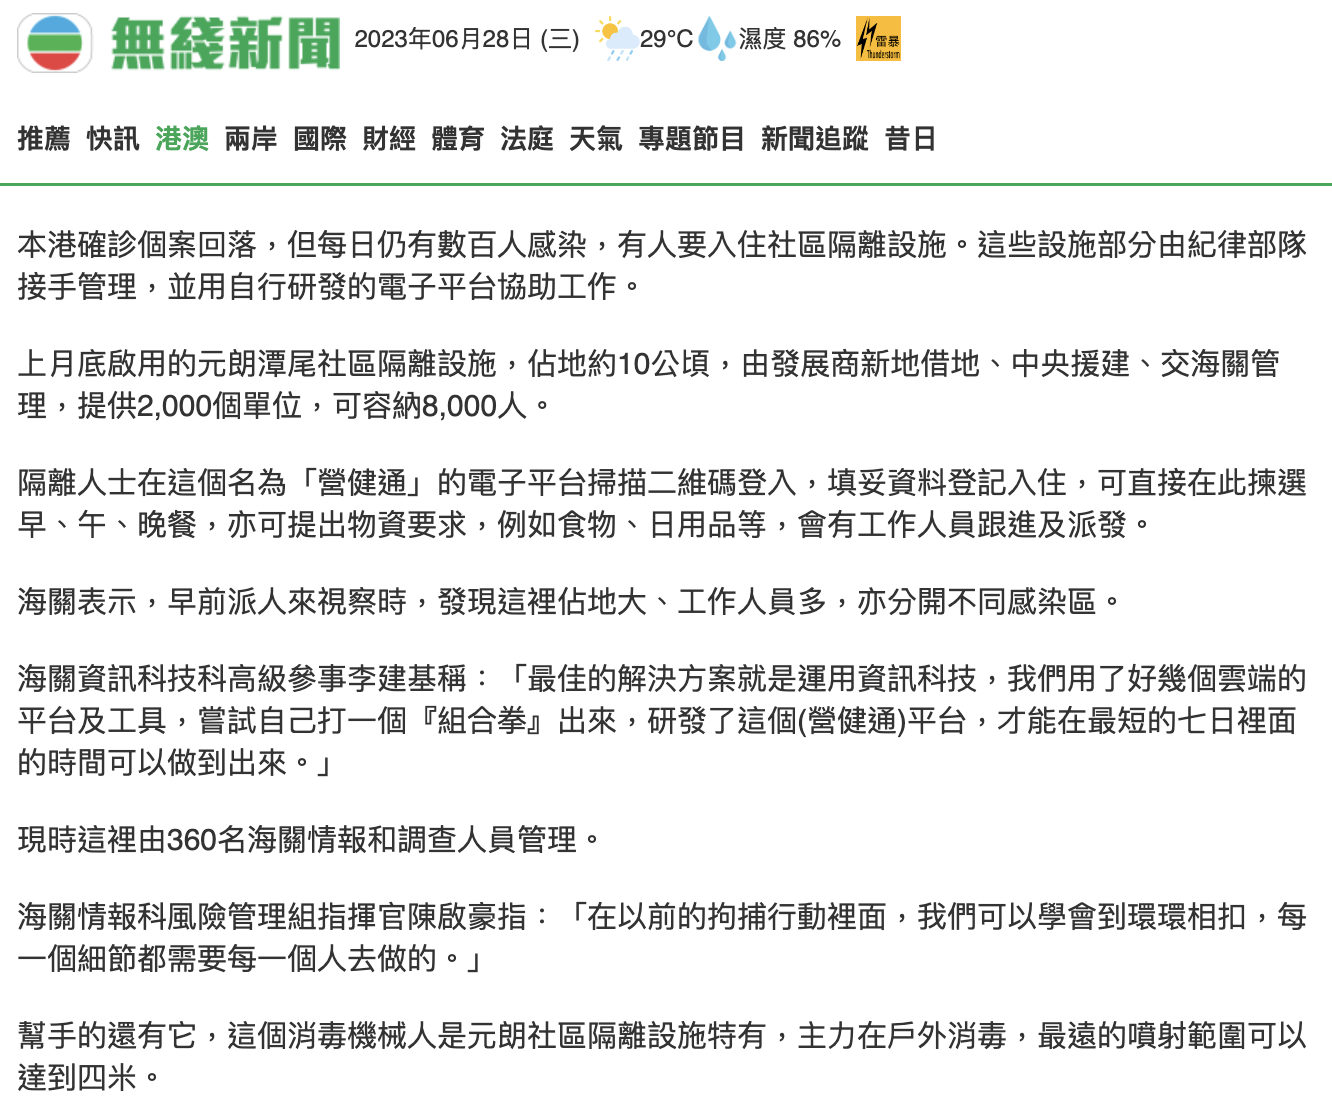 無綫新聞 2023年06月28日 (三) 29°C 濕度 86% 雷暴 Thunderstorm
推薦 快訊 港澳 兩岸 國際 財經 體育 法庭 天氣 專題節目 新聞追蹤 昔日
本港確診個案回落，但每日仍有數百人感染，有人要入住社區隔離設施。這些設施部分由紀律部隊
接手管理，並用自行研發的電子平台協助工作。
上月底啟用的元朗潭尾社區隔離設施，佔地約10公頃，由發展商新地借地、中央援建、交海關管
理，提供2,000個單位，可容納8,000人。
隔離人士在這個名為「營健通」的電子平台掃描二維碼登入，填妥資料登記入住，可直接在此揀選
早、午、晚餐，亦可提出物資要求，例如食物、日用品等，會有工作人員跟進及派發。
海關表示，早前派人來視察時，發現這裡佔地大、工作人員多，亦分開不同感染區。
海關資訊科技科高級參事李建基稱：「最佳的解決方案就是運用資訊科技，我們用了好幾個雲端的
平台及工具，嘗試自己打一個『組合拳』出來，研發了這個(營健通)平台，才能在最短的七日裡面
的時間可以做到出來。」
現時這裡由360名海關情報和調查人員管理。
海關情報科風險管理組指揮官陳啟豪指：「在以前的拘捕行動裡面，我們可以學會到環環相扣，每
一個細節都需要每一個人去做的。」
幫手的還有它，這個消毒機械人是元朗社區隔離設施特有，主力在戶外消毒，最遠的噴射範圍可以
達到四米。